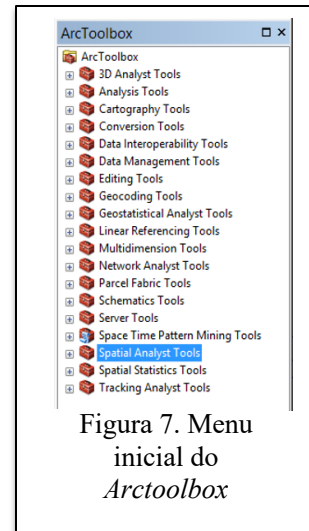 ArcToolbox
ArcToolbox
3D Analyst Tools
Analysis Tools
Cartography Tools
Conversion Tools
Data Interoperability Tools
Data Management Tools
Editing Tools
Geocoding Tools
Geostatistical Analyst Tools
Linear Referencing Tools
Multidimension Tools
Network Analyst Tools
Parcel Fabric Tools
Schematics Tools
Server Tools
Space Time Pattern Mining Tools
Spatial Analyst Tools
Spatial Statistics Tools
Tracking Analyst Tools
Figura 7. Menu
inicial do
Arctoolbox